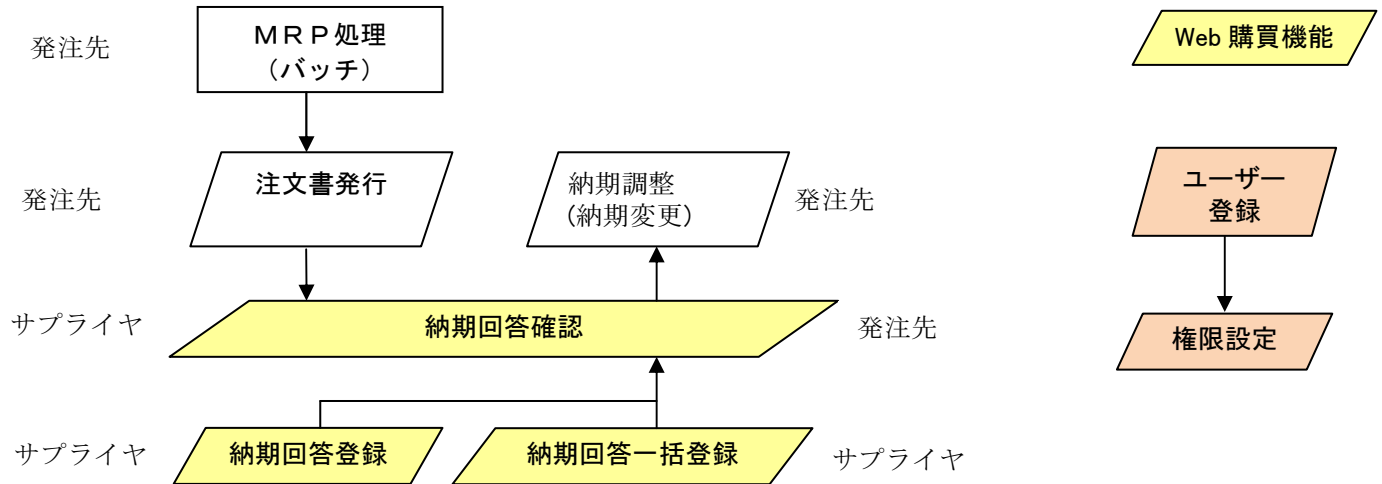 発注先
ＭＲＰ処理
（バッチ）
Web 購買機能
発注先
注文書発行
納期調整
(納期変更)
発注先
ユーザー
登録
サプライヤ
納期回答確認
発注先
権限設定
サプライヤ
納期回答登録
納期回答一括登録
サプライヤ